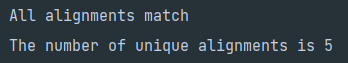 All alignments match
The number of unique alignments is 5